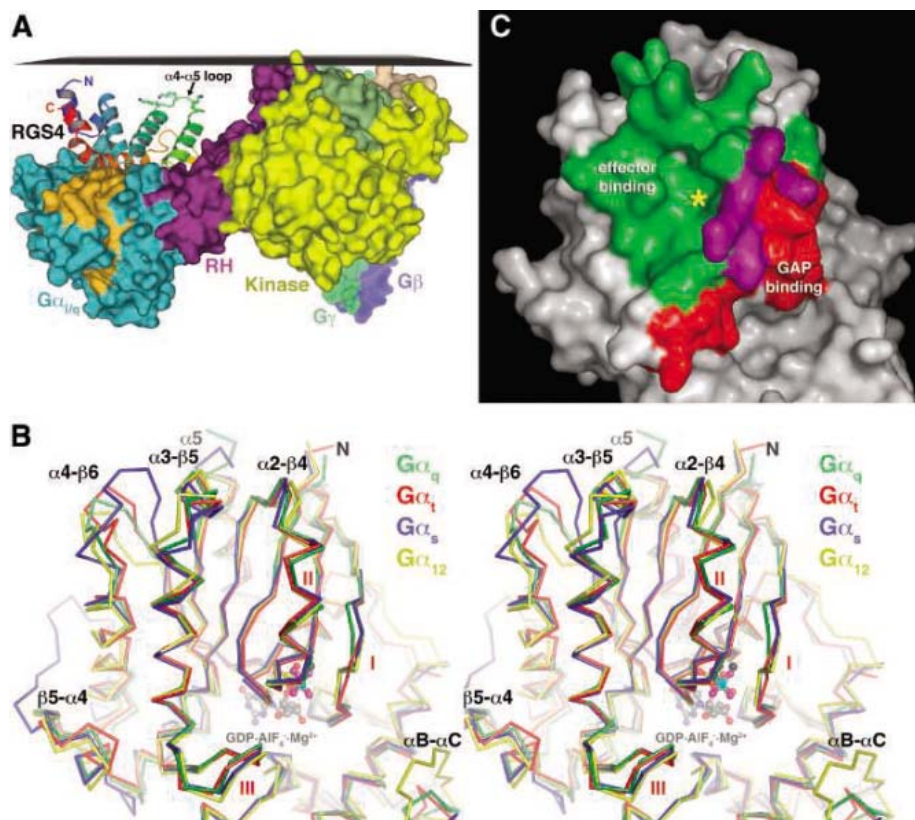 A
α4-α5 loop
N
C
RGS4
Gαi/q
RH
Kinase
Gγ
Gβ
C
effector
binding
*
GAP
binding
B
α5
α4-β6
α3-β5
α2-β4
N
Gαq
Gαt
Gαs
Gα12
II
I
β5-α4
GDP-AlF4⁻-Mg²⁺
αB-αC
III
α4-β6
α3-β5
α5
α2-β4
N
Gαq
Gαt
Gαs
Gα12
II
I
β5-α4
GDP-AlF4⁻-Mg²⁺
αB-αC
III